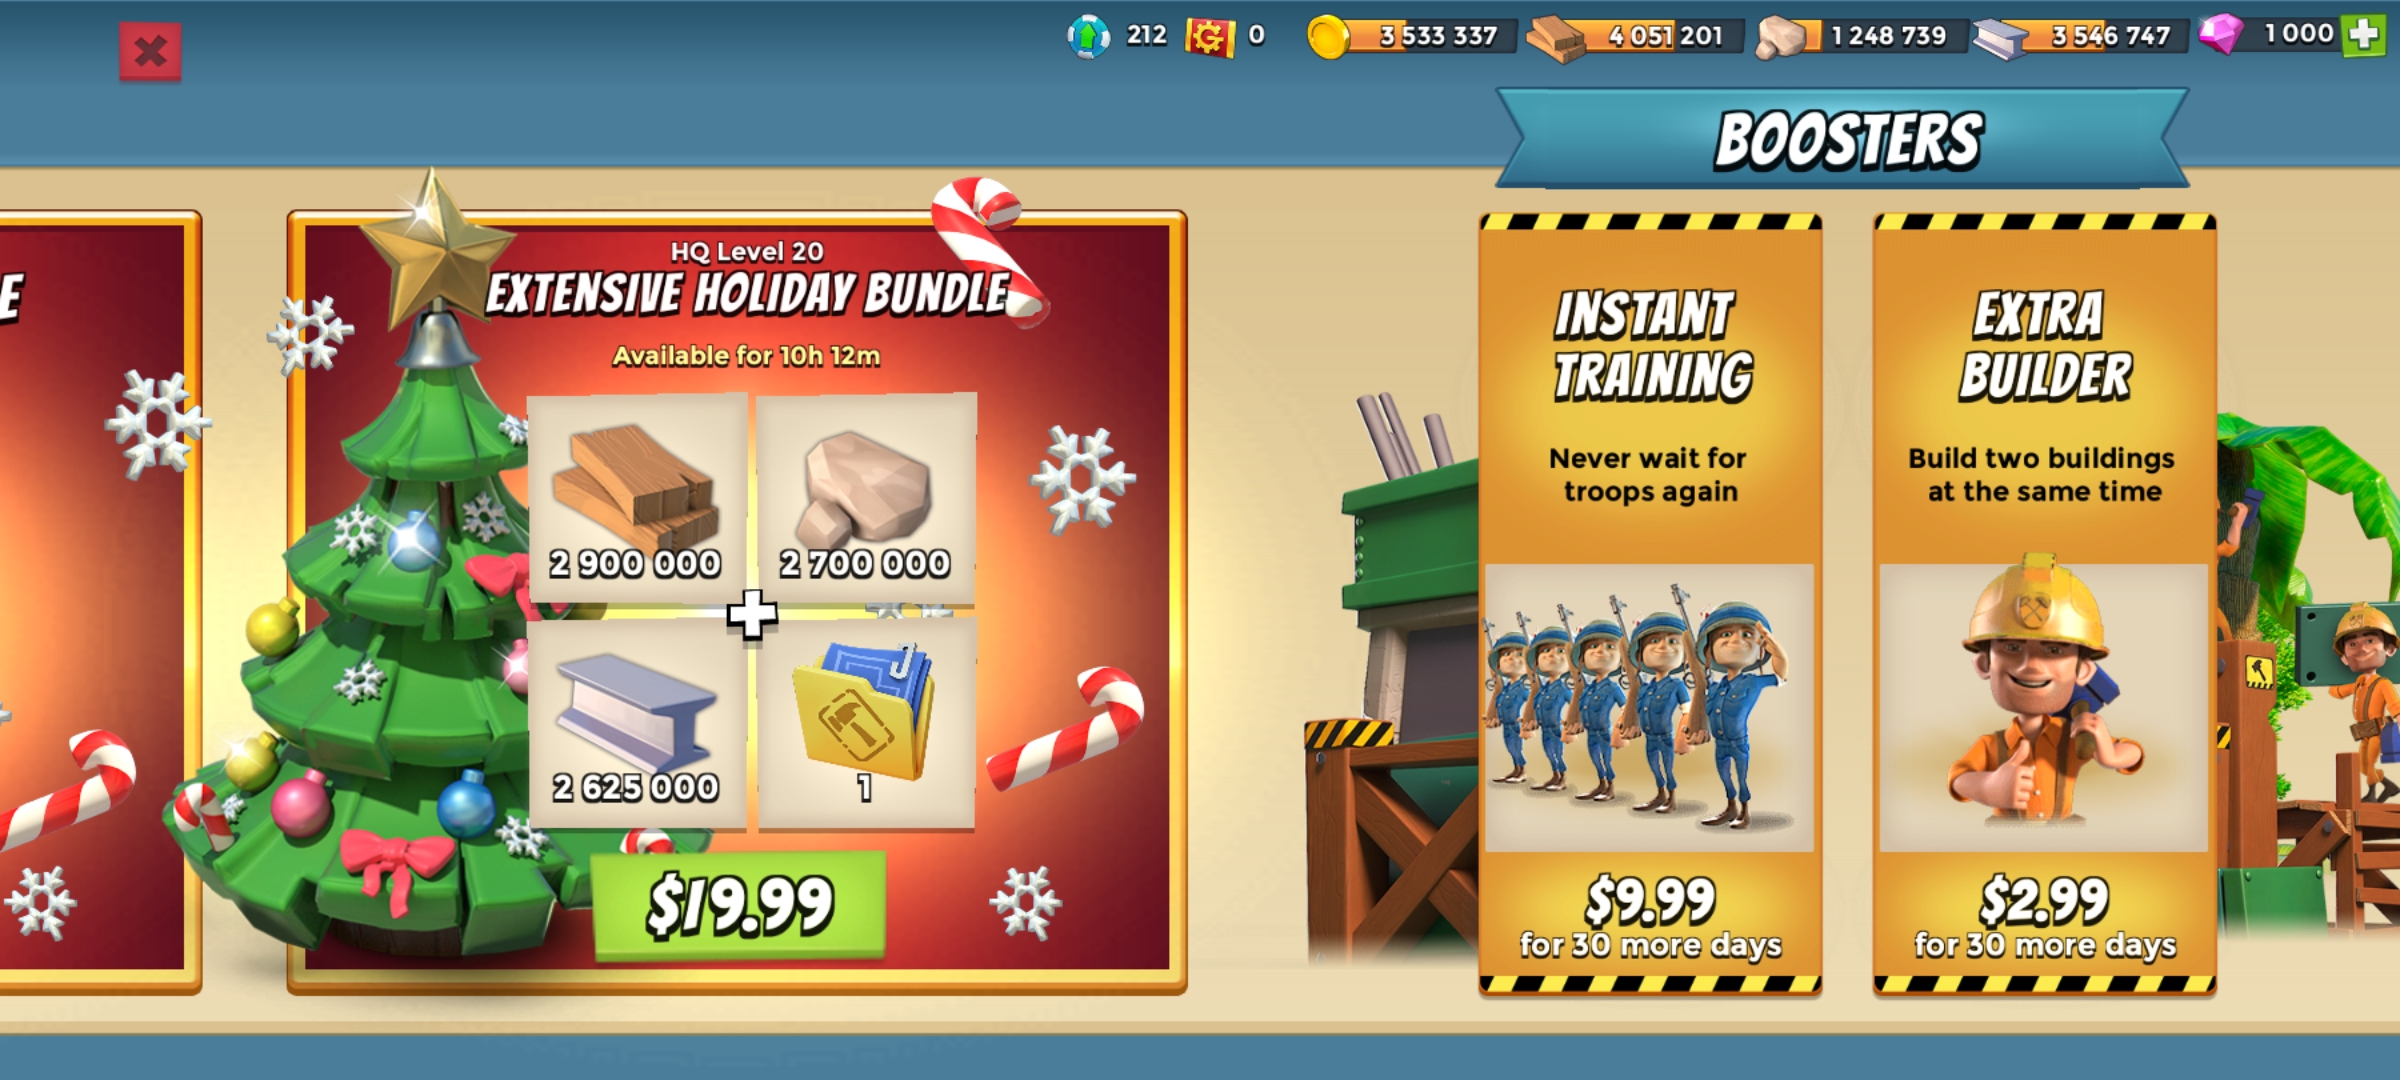 212
0
3 533 337
4 051 201
1 248 739
3 546 747
1 000
BOOSTERS
E
HQ Level 20
EXTENSIVE HOLIDAY BUNDLE
Available for 10h 12m
2 900 000
2 700 000
2 625 000
1
$19.99
INSTANT
TRAINING
Never wait for
troops again
$9.99
for 30 more days
EXTRA
BUILDER
Build two buildings
at the same time
$2.99
for 30 more days